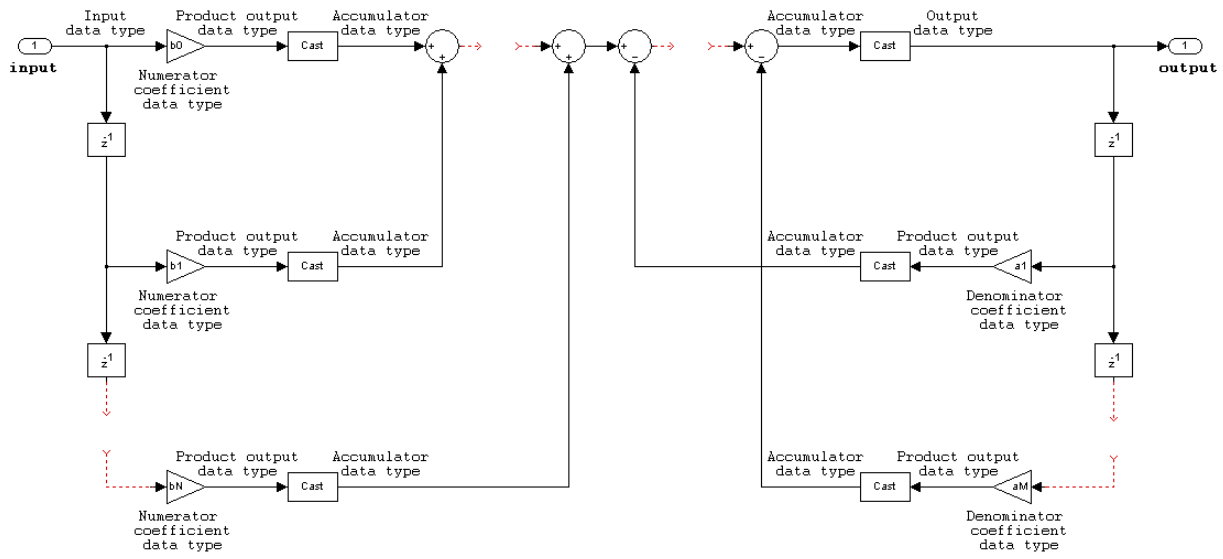 Input
data type
Product output
data type
Accumulator
data type
Accumulator
data type
Output
data type
1
b0
Cast
+
+
+
+
+
−
+
−
Cast
1
input
output
Numerator
coefficient
data type
z-1
z-1
Product output
data type
Accumulator
data type
Accumulator
data type
Product output
data type
b1
Cast
Cast
a1
Numerator
coefficient
data type
Denominator
coefficient
data type
z-1
z-1
Product output
data type
Accumulator
data type
Accumulator
data type
Product output
data type
bN
Cast
Cast
aM
Numerator
coefficient
data type
Denominator
coefficient
data type